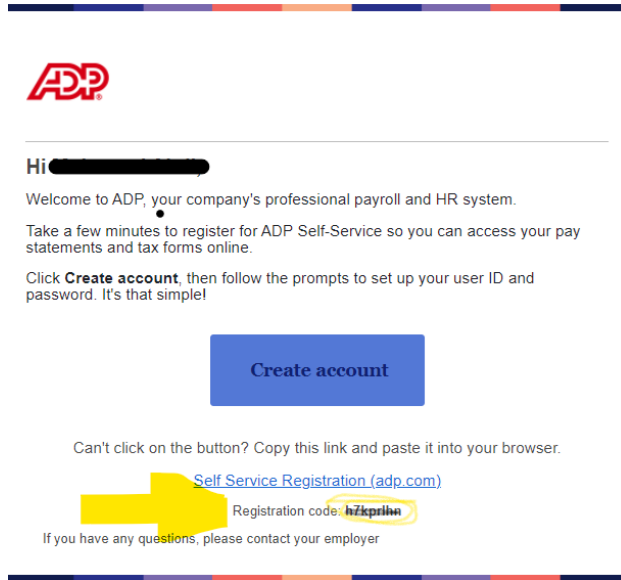 ADP
Hi
Welcome to ADP, your company's professional payroll and HR system.
Take a few minutes to register for ADP Self-Service so you can access your pay
statements and tax forms online.
Click Create account, then follow the prompts to set up your user ID and
password. It's that simple!
Create account
Can't click on the button? Copy this link and paste it into your browser.
Self Service Registration (adp.com)
Registration code:
If you have any questions, please contact your employer